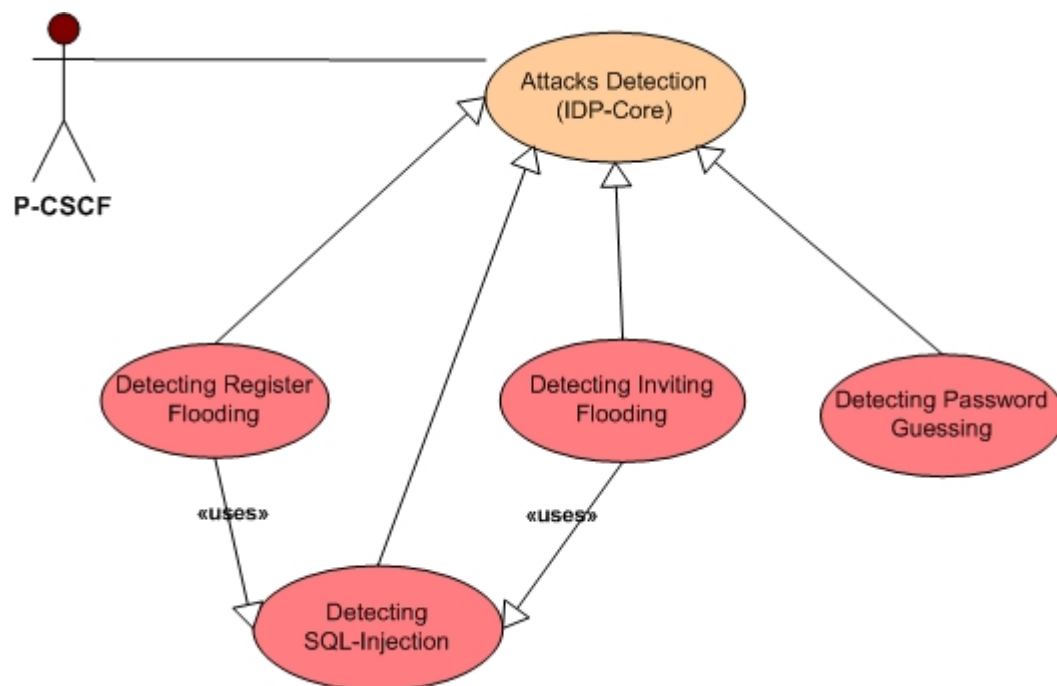 Attacks Detection
(IDP-Core)
P-CSCF
Detecting Register
Flooding
Detecting Inviting
Flooding
Detecting Password
Guessing
«uses»
«uses»
Detecting
SQL-Injection